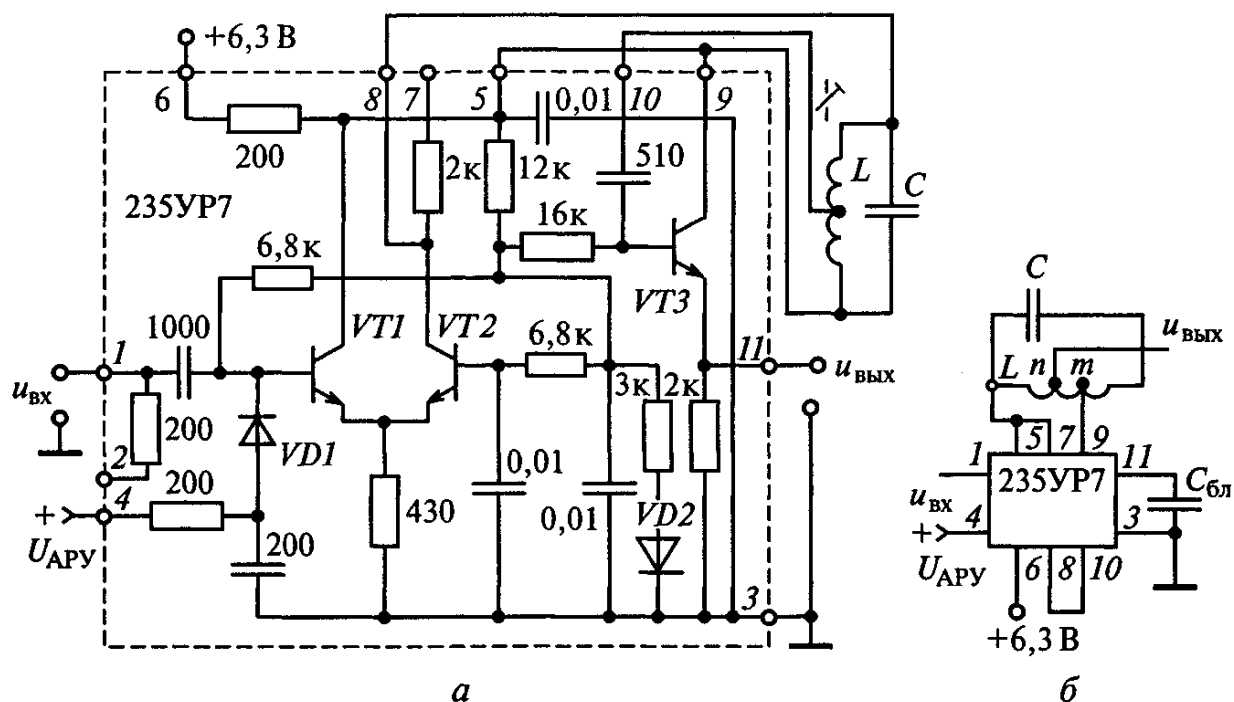 +6,3 В
6
8
7
5
0,01
10
9
200
2к
12к
510
L
C
235УР7
16к
6,8к
VT3
1000
VT1
VT2
6,8к
1
11
uвх
uвых
3к
2к
200
VD1
2
4
200
0,01
VD2
+
UАРУ
200
430
0,01
3
а
C
uвых
L
n
m
5
7
9
1
11
235УР7
Cбл
uвх
+
4
3
UАРУ
6
8
10
+6,3 В
б